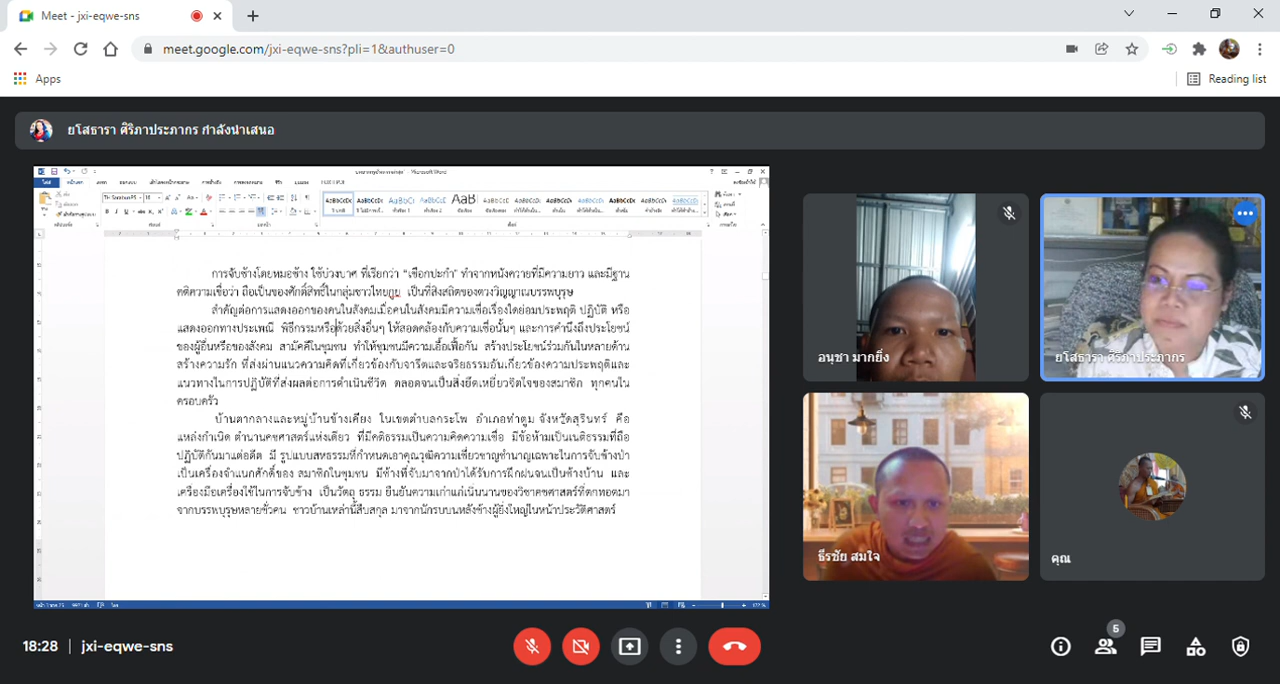 Meet - jxi-eqwe-sns
meet.google.com/jxi-eqwe-sns?pli=1&authuser=0
Apps
Reading list
ยโสธารา ศิริภาประภากร กำลังนำเสนอ
การจับช้างโดยหมอช้าง ใช้บ่วงบาศ ที่เรียกว่า "เชือกปะกำ" ทำจากหนังควายที่มีความยาว และมีฐาน
คติความเชื่อว่า ถือเป็นของศักดิ์สิทธิ์ในกลุ่มชาวไทยกูย เป็นที่สิงสถิตของดวงวิญญาณบรรพบุรุษ
สำคัญต่อการแสดงออกของคนในสังคมเมื่อคนในสังคมมีความเชื่อเรื่องใดย่อมประพฤติ ปฏิบัติ หรือ
แสดงออกทางประเพณี พิธีกรรมหรือด้วยสิ่งอื่นๆ ให้สอดคล้องกับความเชื่อนั้นๆ และการคำนึงถึงประโยชน์
ของผู้อื่นหรือของสังคม สามัคคีในชุมชน ทำให้ชุมชนมีความเอื้อเฟื้อกัน สร้างประโยชน์ร่วมกันในหลายด้าน
สร้างความรัก ที่ส่งผ่านแนวความคิดที่เกี่ยวข้องกับจารีตและจริยธรรมอันเกี่ยวข้องความประพฤติและ
แนวทางในการปฏิบัติที่ส่งผลต่อการดำเนินชีวิต ตลอดจนเป็นสิ่งยึดเหนี่ยวจิตใจของสมาชิก ทุกคนใน
ครอบครัว
บ้านตากลางและหมู่บ้านข้างเคียง ในเขตตำบลกระโพ อำเภอท่าตูม จังหวัดสุรินทร์ คือ
แหล่งกำเนิด ตำนานคชศาสตร์แห่งเดียว ที่มีคติธรรมเป็นความคิดความเชื่อ มีข้อห้ามเป็นเนติธรรมที่ถือ
ปฏิบัติกันมาแต่อดีต มี รูปแบบสหธรรมที่กำหนดเอาคุณวุฒิความเชี่ยวชาญชำนาญเฉพาะในการจับช้างป่า
เป็นเครื่องจำแนกศักดิ์ของ สมาชิกในชุมชน มีช้างที่จับมาจากป่าได้รับการฝึกฝนจนเป็นช้างบ้าน และ
เครื่องมือเครื่องใช้ในการจับช้าง เป็นวัตถุ ธรรม ยืนยันความเก่าแก่เนิ่นนานของวิชาคชศาสตร์ที่ตกทอดมา
จากบรรพบุรุษหลายชั่วคน ชาวบ้านเหล่านี้สืบสกุล มาจากนักรบบนหลังช้างผู้ยิ่งใหญ่ในหน้าประวัติศาสตร์
อนุชา มากยิ่ง
ยโสธารา ศิริภาประภากร
ธีรชัย สมใจ
คุณ
18:28 | jxi-eqwe-sns
5